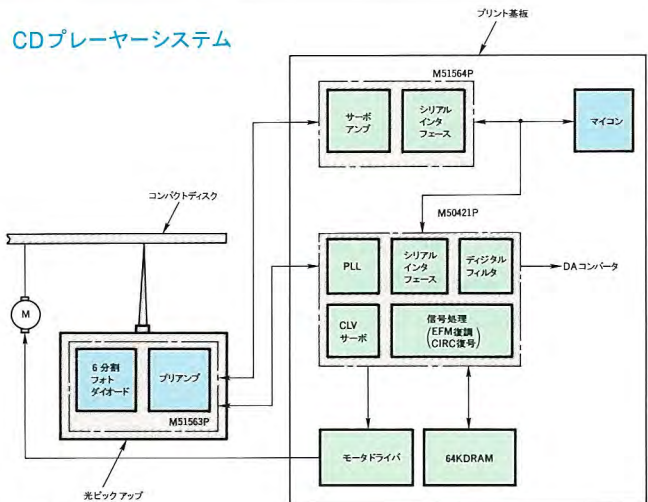 CDプレーヤーシステム
プリント基板
M51564P
サーボ
アンプ
シリアル
インタ
フェース
マイコン
コンパクトディスク
M50421P
PLL
シリアル
インタ
フェース
ディジタル
フィルタ
DAコンバータ
M
CLV
サーボ
信号処理
(EFM復調
CIRC復号)
6分割
フォト
ダイオード
プリアンプ
M51563P
モータドライバ
64KDRAM
光ピックアップ